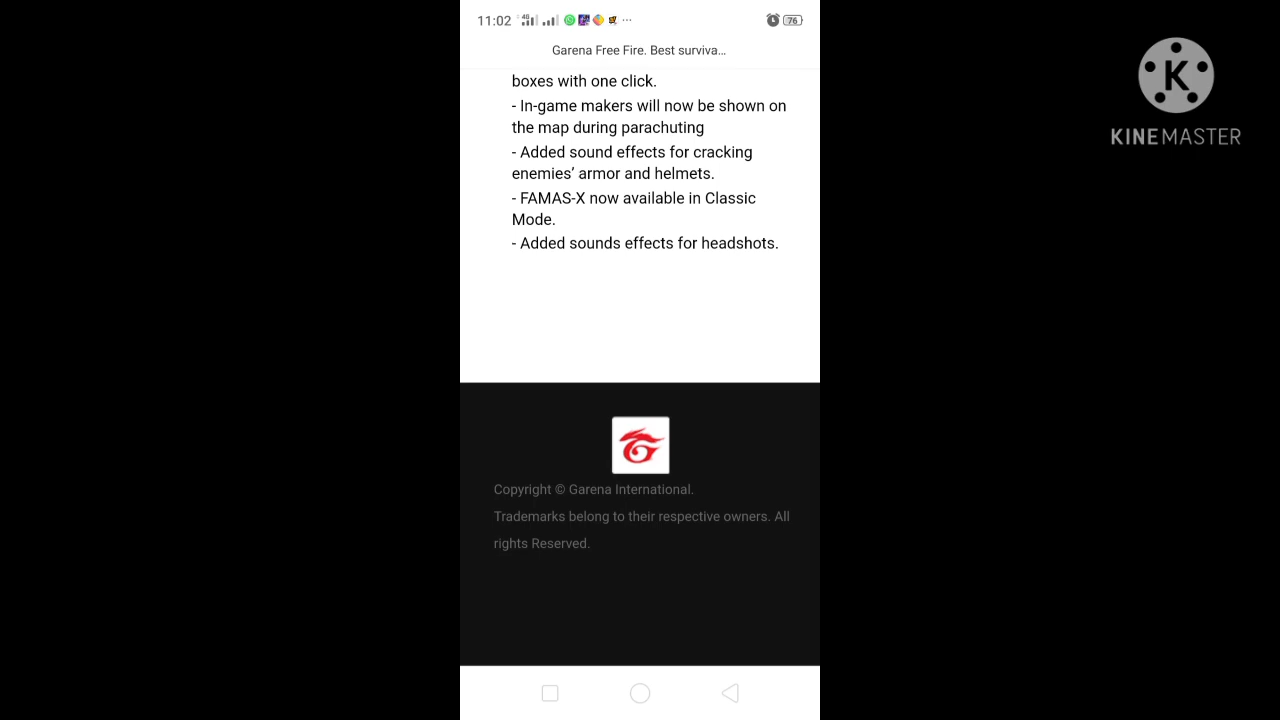 11:02
76
Garena Free Fire. Best surviva...
boxes with one click.
- In-game makers will now be shown on
the map during parachuting
- Added sound effects for cracking
enemies’ armor and helmets.
- FAMAS-X now available in Classic
Mode.
- Added sounds effects for headshots.
Copyright © Garena International.
Trademarks belong to their respective owners. All
rights Reserved.
K
KINEMASTER